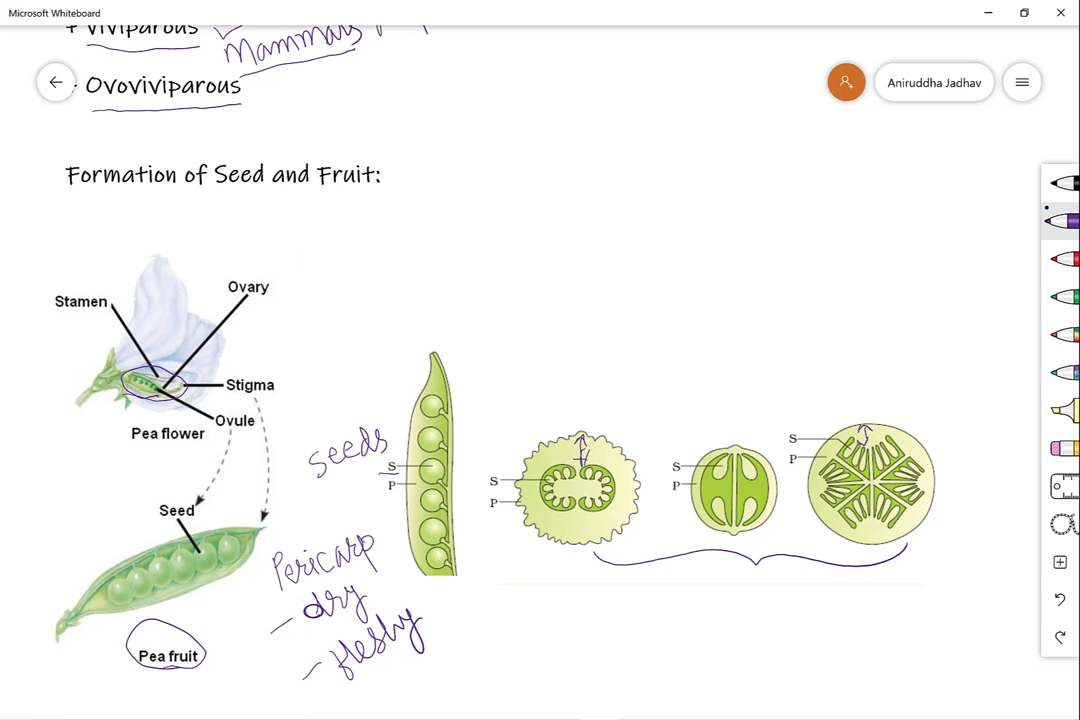 Microsoft Whiteboard
+ Viviparous
Mammals
Ovoviviparous
Aniruddha Jadhav
Formation of Seed and Fruit:
Ovary
Stamen
Stigma
Ovule
Pea flower
seeds
S
P
S
P
S
P
S
P
Seed
Pericarp
- dry
- fleshy
Pea fruit